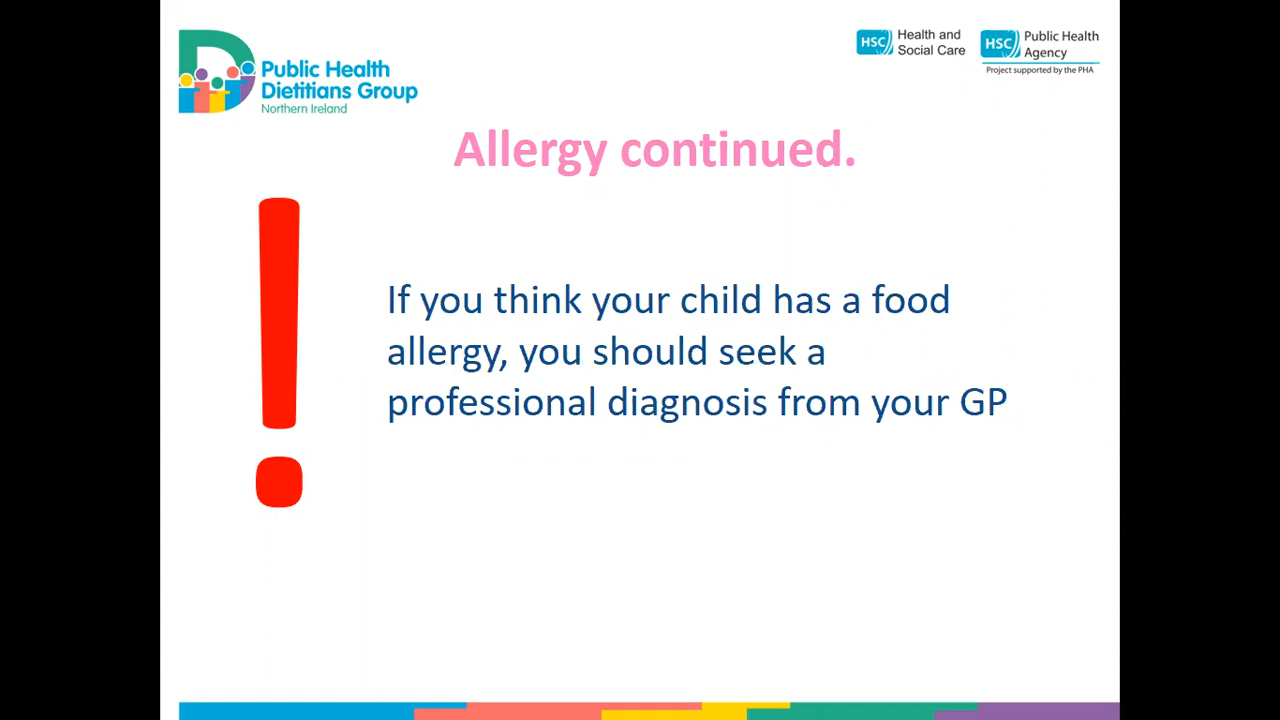 Public Health
Dietitians Group
Northern Ireland
HSC Health and
Social Care
HSC Public Health
Agency
Project supported by the PHA
Allergy continued.
!
If you think your child has a food
allergy, you should seek a
professional diagnosis from your GP